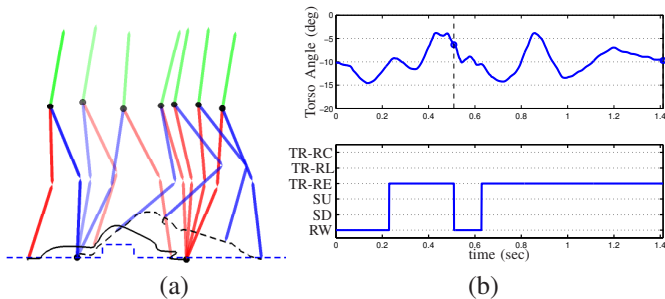 Torso Angle (deg)
0
-5
-10
-15
-20
0 0.2 0.4 0.6 0.8 1 1.2 1.4
TR-RC
TR-RL
TR-RE
SU
SD
RW
0 0.2 0.4 0.6 0.8 1 1.2 1.4
time (sec)
(a)
(b)